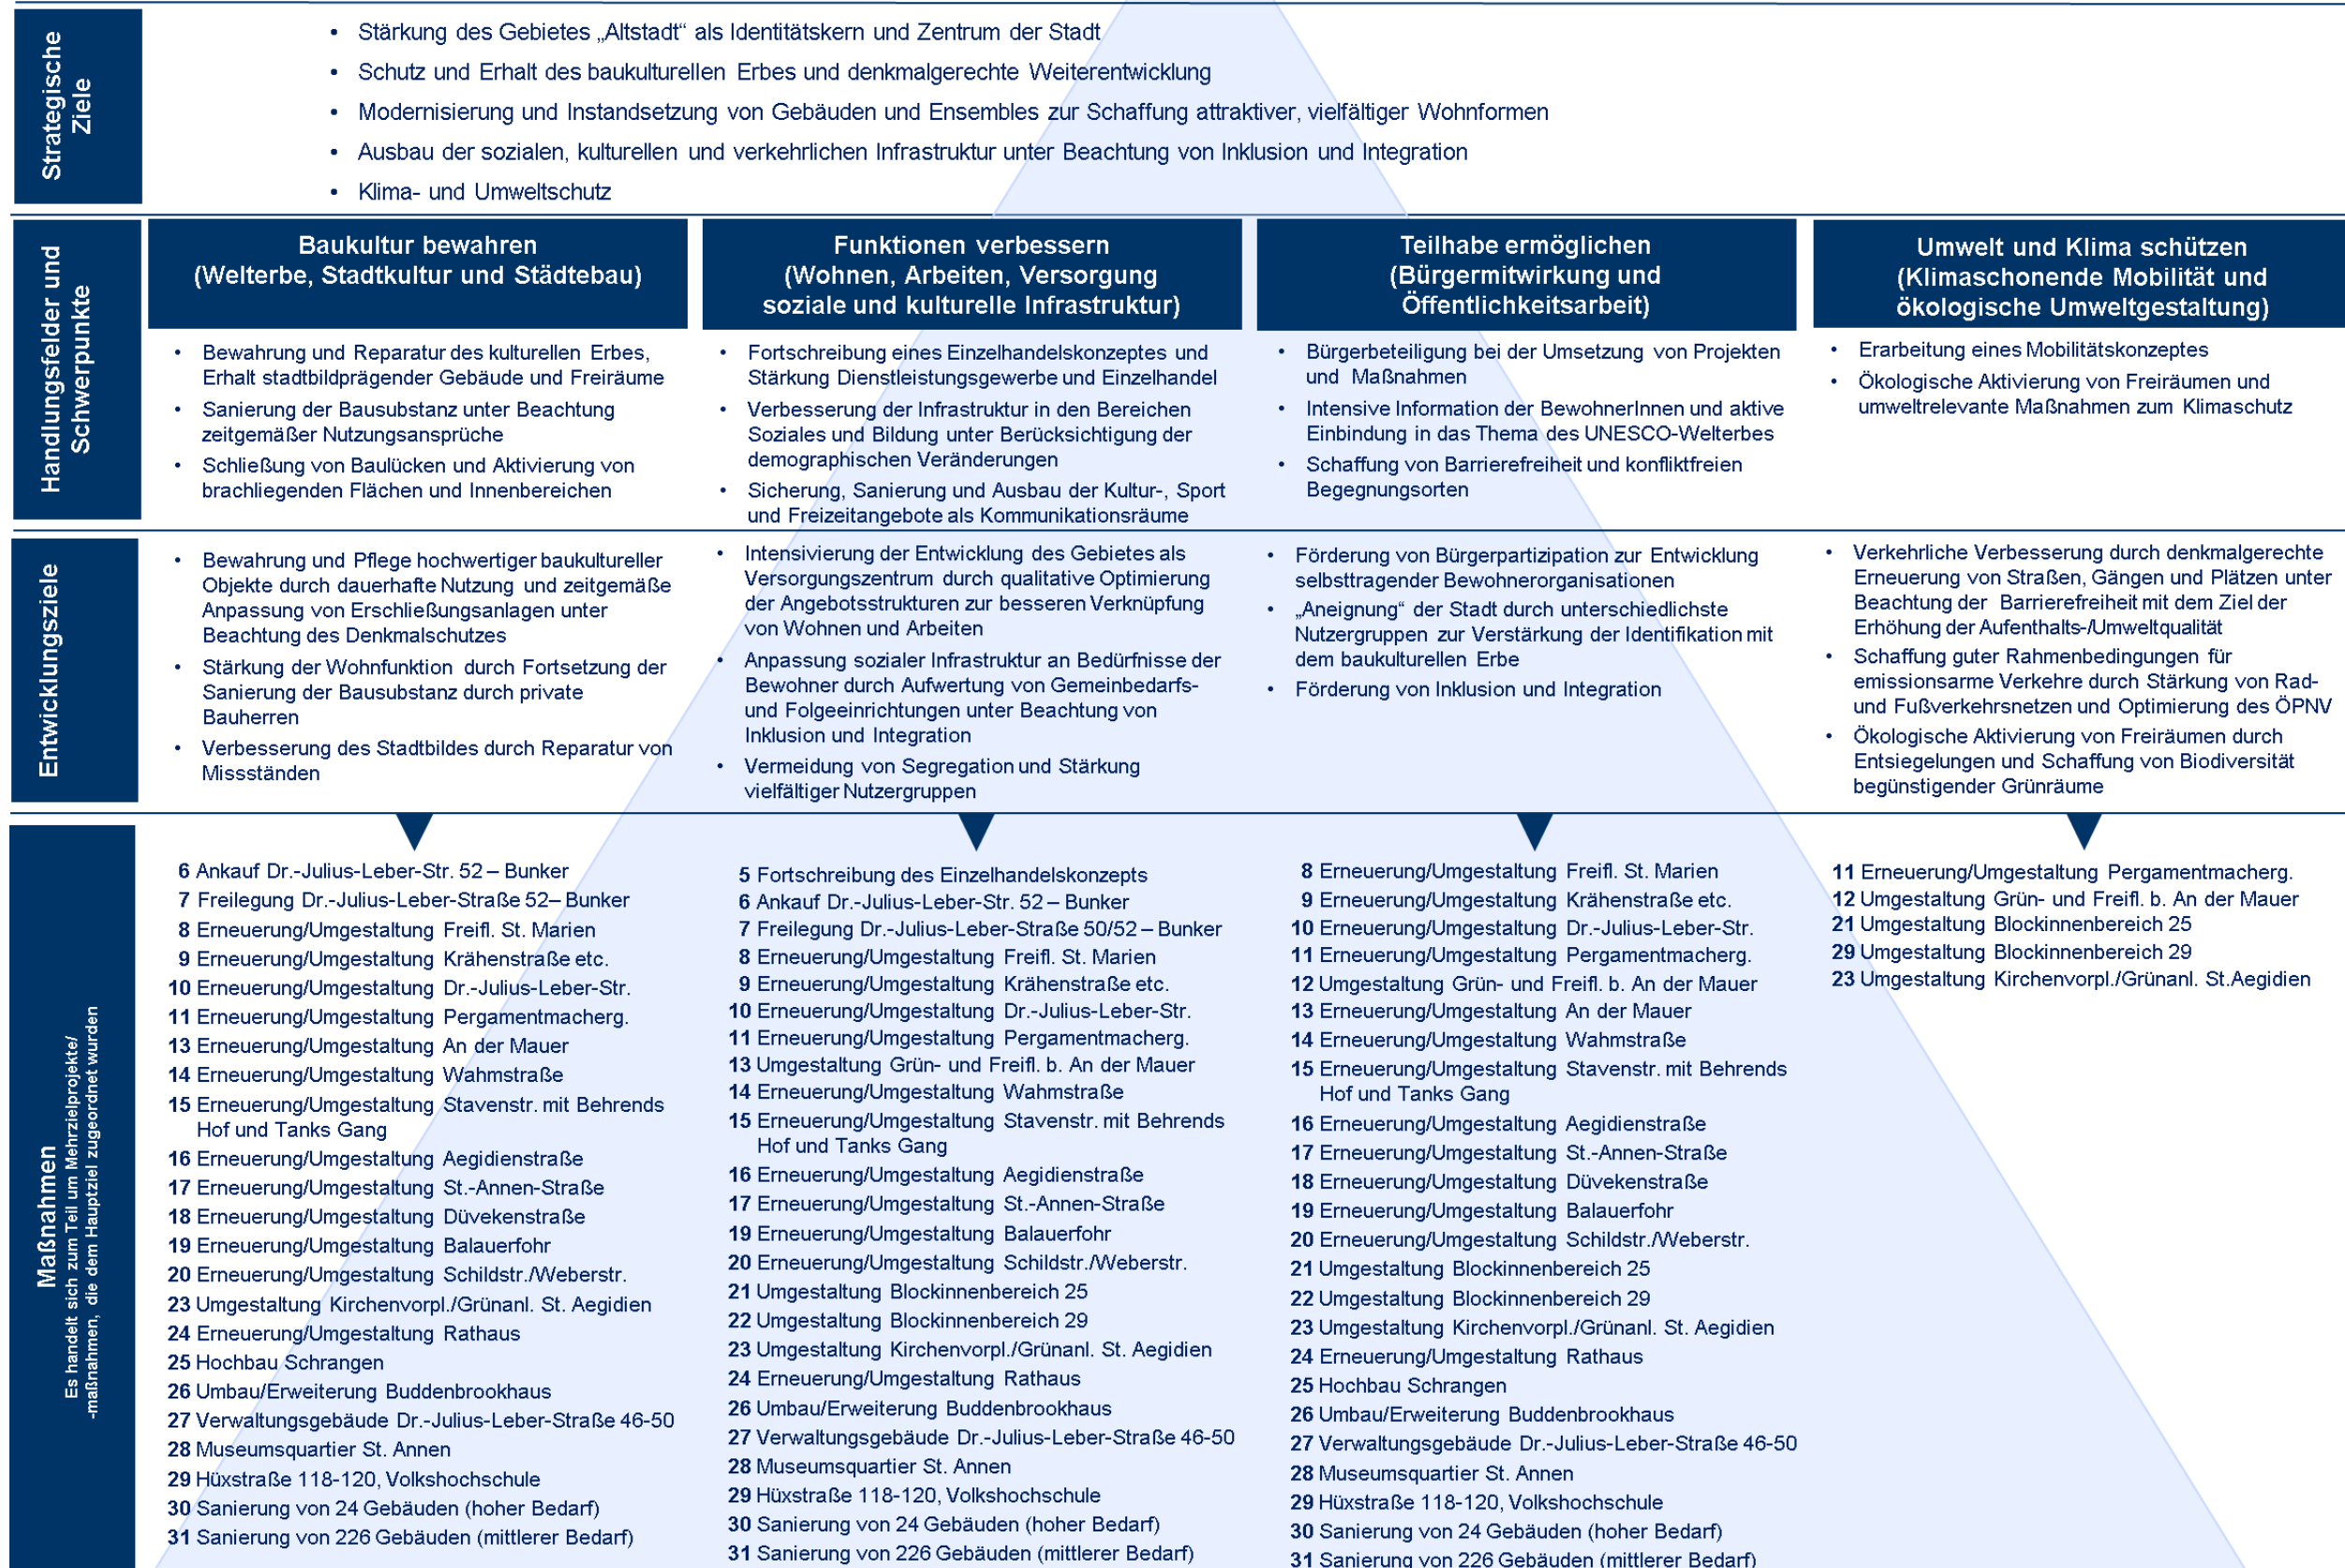 Strategische
Ziele
• Stärkung des Gebietes „Altstadt“ als Identitätskern und Zentrum der Stadt
• Schutz und Erhalt des baukulturellen Erbes und denkmalgerechte Weiterentwicklung
• Modernisierung und Instandsetzung von Gebäuden und Ensembles zur Schaffung attraktiver, vielfältiger Wohnformen
• Ausbau der sozialen, kulturellen und verkehrlichen Infrastruktur unter Beachtung von Inklusion und Integration
• Klima- und Umweltschutz
Handlungsfelder und
Schwerpunkte
Baukultur bewahren
(Welterbe, Stadtkultur und Städtebau)
• Bewahrung und Reparatur des kulturellen Erbes,
Erhalt stadtbildprägender Gebäude und Freiräume
• Sanierung der Bausubstanz unter Beachtung
zeitgemäßer Nutzungsansprüche
• Schließung von Baulücken und Aktivierung von
brachliegenden Flächen und Innenbereichen
Funktionen verbessern
(Wohnen, Arbeiten, Versorgung
soziale und kulturelle Infrastruktur)
• Fortschreibung eines Einzelhandelskonzeptes und
Stärkung Dienstleistungsgewerbe und Einzelhandel
• Verbesserung der Infrastruktur in den Bereichen
Soziales und Bildung unter Berücksichtigung der
demographischen Veränderungen
• Sicherung, Sanierung und Ausbau der Kultur-, Sport
und Freizeitangebote als Kommunikationsräume
Teilhabe ermöglichen
(Bürgermitwirkung und
Öffentlichkeitsarbeit)
• Bürgerbeteiligung bei der Umsetzung von Projekten
und Maßnahmen
• Intensive Information der BewohnerInnen und aktive
Einbindung in das Thema des UNESCO-Welterbes
• Schaffung von Barrierefreiheit und konfliktfreien
Begegnungsorten
Umwelt und Klima schützen
(Klimaschonende Mobilität und
ökologische Umweltgestaltung)
• Erarbeitung eines Mobilitätskonzeptes
• Ökologische Aktivierung von Freiräumen und
umweltrelevante Maßnahmen zum Klimaschutz
Entwicklungsziele
• Bewahrung und Pflege hochwertiger baukultureller
Objekte durch dauerhafte Nutzung und zeitgemäße
Anpassung von Erschließungsanlagen unter
Beachtung des Denkmalschutzes
• Stärkung der Wohnfunktion durch Fortsetzung der
Sanierung der Bausubstanz durch private
Bauherren
• Verbesserung des Stadtbildes durch Reparatur von
Missständen
• Intensivierung der Entwicklung des Gebietes als
Versorgungszentrum durch qualitative Optimierung
der Angebotsstrukturen zur besseren Verknüpfung
von Wohnen und Arbeiten
• Anpassung sozialer Infrastruktur an Bedürfnisse der
Bewohner durch Aufwertung von Gemeinbedarfs-
und Folgeeinrichtungen unter Beachtung von
Inklusion und Integration
• Vermeidung von Segregation und Stärkung
vielfältiger Nutzergruppen
• Förderung von Bürgerpartizipation zur Entwicklung
selbsttragender Bewohnerorganisationen
• „Aneignung“ der Stadt durch unterschiedlichste
Nutzergruppen zur Verstärkung der Identifikation mit
dem baukulturellen Erbe
• Förderung von Inklusion und Integration
• Verkehrliche Verbesserung durch denkmalgerechte
Erneuerung von Straßen, Gängen und Plätzen unter
Beachtung der Barrierefreiheit mit dem Ziel der
Erhöhung der Aufenthalts-/Umweltqualität
• Schaffung guter Rahmenbedingungen für
emissionsarme Verkehre durch Stärkung von Rad-
und Fußverkehrsnetzen und Optimierung des ÖPNV
• Ökologische Aktivierung von Freiräumen durch
Entsiegelungen und Schaffung von Biodiversität
begünstigender Grünräume
Maßnahmen
Es handelt sich zum Teil um Mehrzielprojekte/
-maßnahmen, die dem Hauptziel zugeordnet wurden
6 Ankauf Dr.-Julius-Leber-Str. 52 – Bunker
7 Freilegung Dr.-Julius-Leber-Straße 52– Bunker
8 Erneuerung/Umgestaltung Freifl. St. Marien
9 Erneuerung/Umgestaltung Krähenstraße etc.
10 Erneuerung/Umgestaltung Dr.-Julius-Leber-Str.
11 Erneuerung/Umgestaltung Pergamentmacherg.
13 Erneuerung/Umgestaltung An der Mauer
14 Erneuerung/Umgestaltung Wahmstraße
15 Erneuerung/Umgestaltung Stavenstr. mit Behrends
Hof und Tanks Gang
16 Erneuerung/Umgestaltung Aegidienstraße
17 Erneuerung/Umgestaltung St.-Annen-Straße
18 Erneuerung/Umgestaltung Düvekenstraße
19 Erneuerung/Umgestaltung Balauerfohr
20 Erneuerung/Umgestaltung Schildstr./Weberstr.
23 Umgestaltung Kirchenvorpl./Grünanl. St. Aegidien
24 Erneuerung/Umgestaltung Rathaus
25 Hochbau Schrangen
26 Umbau/Erweiterung Buddenbrookhaus
27 Verwaltungsgebäude Dr.-Julius-Leber-Straße 46-50
28 Museumsquartier St. Annen
29 Hüxstraße 118-120, Volkshochschule
30 Sanierung von 24 Gebäuden (hoher Bedarf)
31 Sanierung von 226 Gebäuden (mittlerer Bedarf)
5 Fortschreibung des Einzelhandelskonzepts
6 Ankauf Dr.-Julius-Leber-Str. 52 – Bunker
7 Freilegung Dr.-Julius-Leber-Straße 50/52 – Bunker
8 Erneuerung/Umgestaltung Freifl. St. Marien
9 Erneuerung/Umgestaltung Krähenstraße etc.
10 Erneuerung/Umgestaltung Dr.-Julius-Leber-Str.
11 Erneuerung/Umgestaltung Pergamentmacherg.
13 Umgestaltung Grün- und Freifl. b. An der Mauer
14 Erneuerung/Umgestaltung Wahmstraße
15 Erneuerung/Umgestaltung Stavenstr. mit Behrends
Hof und Tanks Gang
16 Erneuerung/Umgestaltung Aegidienstraße
17 Erneuerung/Umgestaltung St.-Annen-Straße
19 Erneuerung/Umgestaltung Balauerfohr
20 Erneuerung/Umgestaltung Schildstr./Weberstr.
21 Umgestaltung Blockinnenbereich 25
22 Umgestaltung Blockinnenbereich 29
23 Umgestaltung Kirchenvorpl./Grünanl. St. Aegidien
24 Erneuerung/Umgestaltung Rathaus
26 Umbau/Erweiterung Buddenbrookhaus
27 Verwaltungsgebäude Dr.-Julius-Leber-Straße 46-50
28 Museumsquartier St. Annen
29 Hüxstraße 118-120, Volkshochschule
30 Sanierung von 24 Gebäuden (hoher Bedarf)
31 Sanierung von 226 Gebäuden (mittlerer Bedarf)
8 Erneuerung/Umgestaltung Freifl. St. Marien
9 Erneuerung/Umgestaltung Krähenstraße etc.
10 Erneuerung/Umgestaltung Dr.-Julius-Leber-Str.
11 Erneuerung/Umgestaltung Pergamentmacherg.
12 Umgestaltung Grün- und Freifl. b. An der Mauer
13 Erneuerung/Umgestaltung An der Mauer
14 Erneuerung/Umgestaltung Wahmstraße
15 Erneuerung/Umgestaltung Stavenstr. mit Behrends
Hof und Tanks Gang
16 Erneuerung/Umgestaltung Aegidienstraße
17 Erneuerung/Umgestaltung St.-Annen-Straße
18 Erneuerung/Umgestaltung Düvekenstraße
19 Erneuerung/Umgestaltung Balauerfohr
20 Erneuerung/Umgestaltung Schildstr./Weberstr.
21 Umgestaltung Blockinnenbereich 25
22 Umgestaltung Blockinnenbereich 29
23 Umgestaltung Kirchenvorpl./Grünanl. St. Aegidien
24 Erneuerung/Umgestaltung Rathaus
25 Hochbau Schrangen
26 Umbau/Erweiterung Buddenbrookhaus
27 Verwaltungsgebäude Dr.-Julius-Leber-Straße 46-50
28 Museumsquartier St. Annen
29 Hüxstraße 118-120, Volkshochschule
30 Sanierung von 24 Gebäuden (hoher Bedarf)
31 Sanierung von 226 Gebäuden (mittlerer Bedarf)
11 Erneuerung/Umgestaltung Pergamentmacherg.
12 Umgestaltung Grün- und Freifl. b. An der Mauer
21 Umgestaltung Blockinnenbereich 25
29 Umgestaltung Blockinnenbereich 29
23 Umgestaltung Kirchenvorpl./Grünanl. St.Aegidien